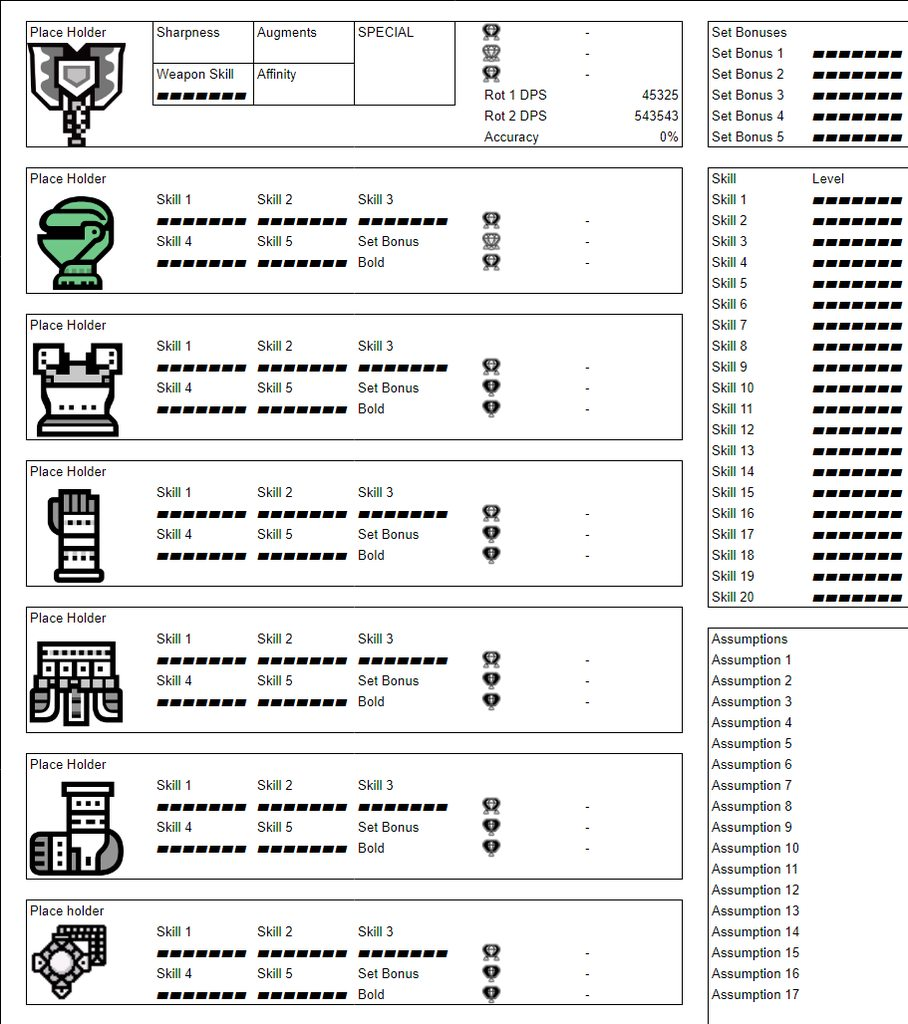 Place Holder
Sharpness Augments SPECIAL
-
-
Weapon Skill Affinity
-
Rot 1 DPS 45325
Rot 2 DPS 543543
Accuracy 0%
Place Holder
Skill 1 Skill 2 Skill 3
-
Skill 4 Skill 5 Set Bonus
-
Bold
-
Place Holder
Skill 1 Skill 2 Skill 3
-
Skill 4 Skill 5 Set Bonus
-
Bold
-
Place Holder
Skill 1 Skill 2 Skill 3
-
Skill 4 Skill 5 Set Bonus
-
Bold
-
Place Holder
Skill 1 Skill 2 Skill 3
-
Skill 4 Skill 5 Set Bonus
-
Bold
-
Place Holder
Skill 1 Skill 2 Skill 3
-
Skill 4 Skill 5 Set Bonus
-
Bold
-
Place holder
Skill 1 Skill 2 Skill 3
-
Skill 4 Skill 5 Set Bonus
-
Bold
-
Set Bonuses
Set Bonus 1
Set Bonus 2
Set Bonus 3
Set Bonus 4
Set Bonus 5
Skill Level
Skill 1
Skill 2
Skill 3
Skill 4
Skill 5
Skill 6
Skill 7
Skill 8
Skill 9
Skill 10
Skill 11
Skill 12
Skill 13
Skill 14
Skill 15
Skill 16
Skill 17
Skill 18
Skill 19
Skill 20
Assumptions
Assumption 1
Assumption 2
Assumption 3
Assumption 4
Assumption 5
Assumption 6
Assumption 7
Assumption 8
Assumption 9
Assumption 10
Assumption 11
Assumption 12
Assumption 13
Assumption 14
Assumption 15
Assumption 16
Assumption 17